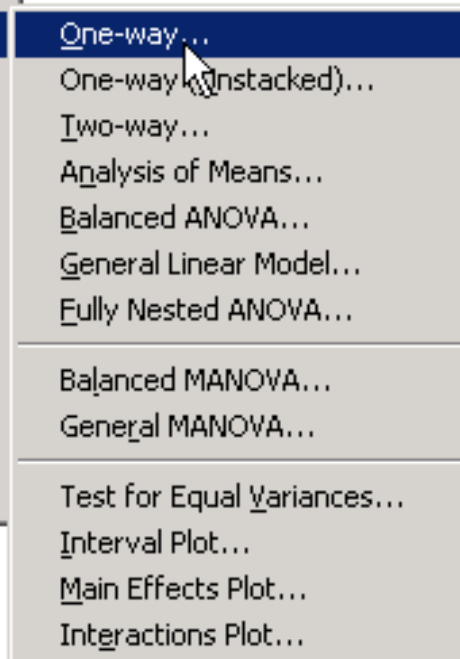 One-way...
One-way (Unstacked)...
Two-way...
Analysis of Means...
Balanced ANOVA...
General Linear Model...
Fully Nested ANOVA...
Balanced MANOVA...
General MANOVA...
Test for Equal Variances...
Interval Plot...
Main Effects Plot...
Interactions Plot...